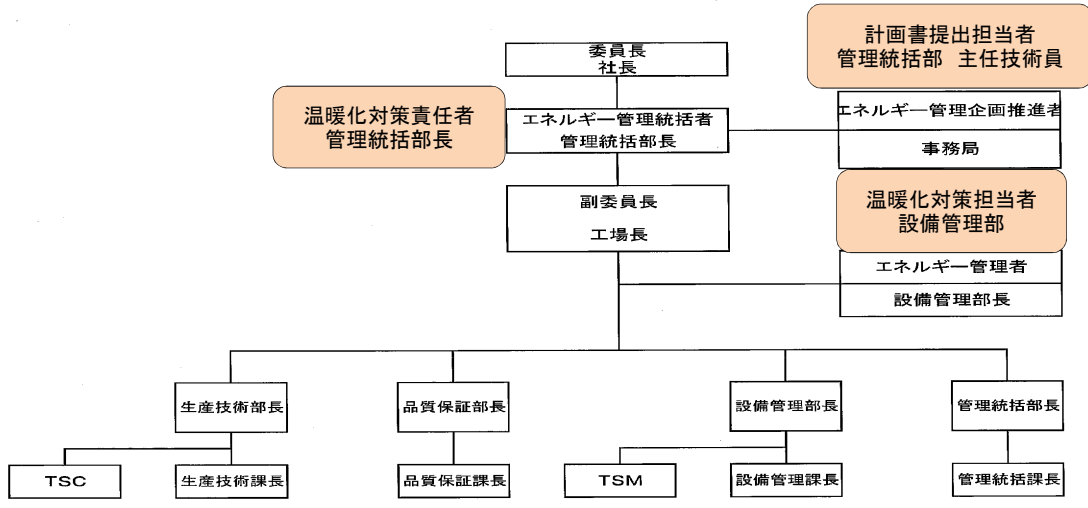 計画書提出担当者
管理統括部 主任技術員
委員長
社長
温暖化対策責任者
管理統括部長
エネルギー管理統括者
管理統括部長
エネルギー管理企画推進者
事務局
副委員長
工場長
温暖化対策担当者
設備管理部
エネルギー管理者
設備管理部長
生産技術部長
品質保証部長
設備管理部長
管理統括部長
TSC
生産技術課長
品質保証課長
TSM
設備管理課長
管理統括課長